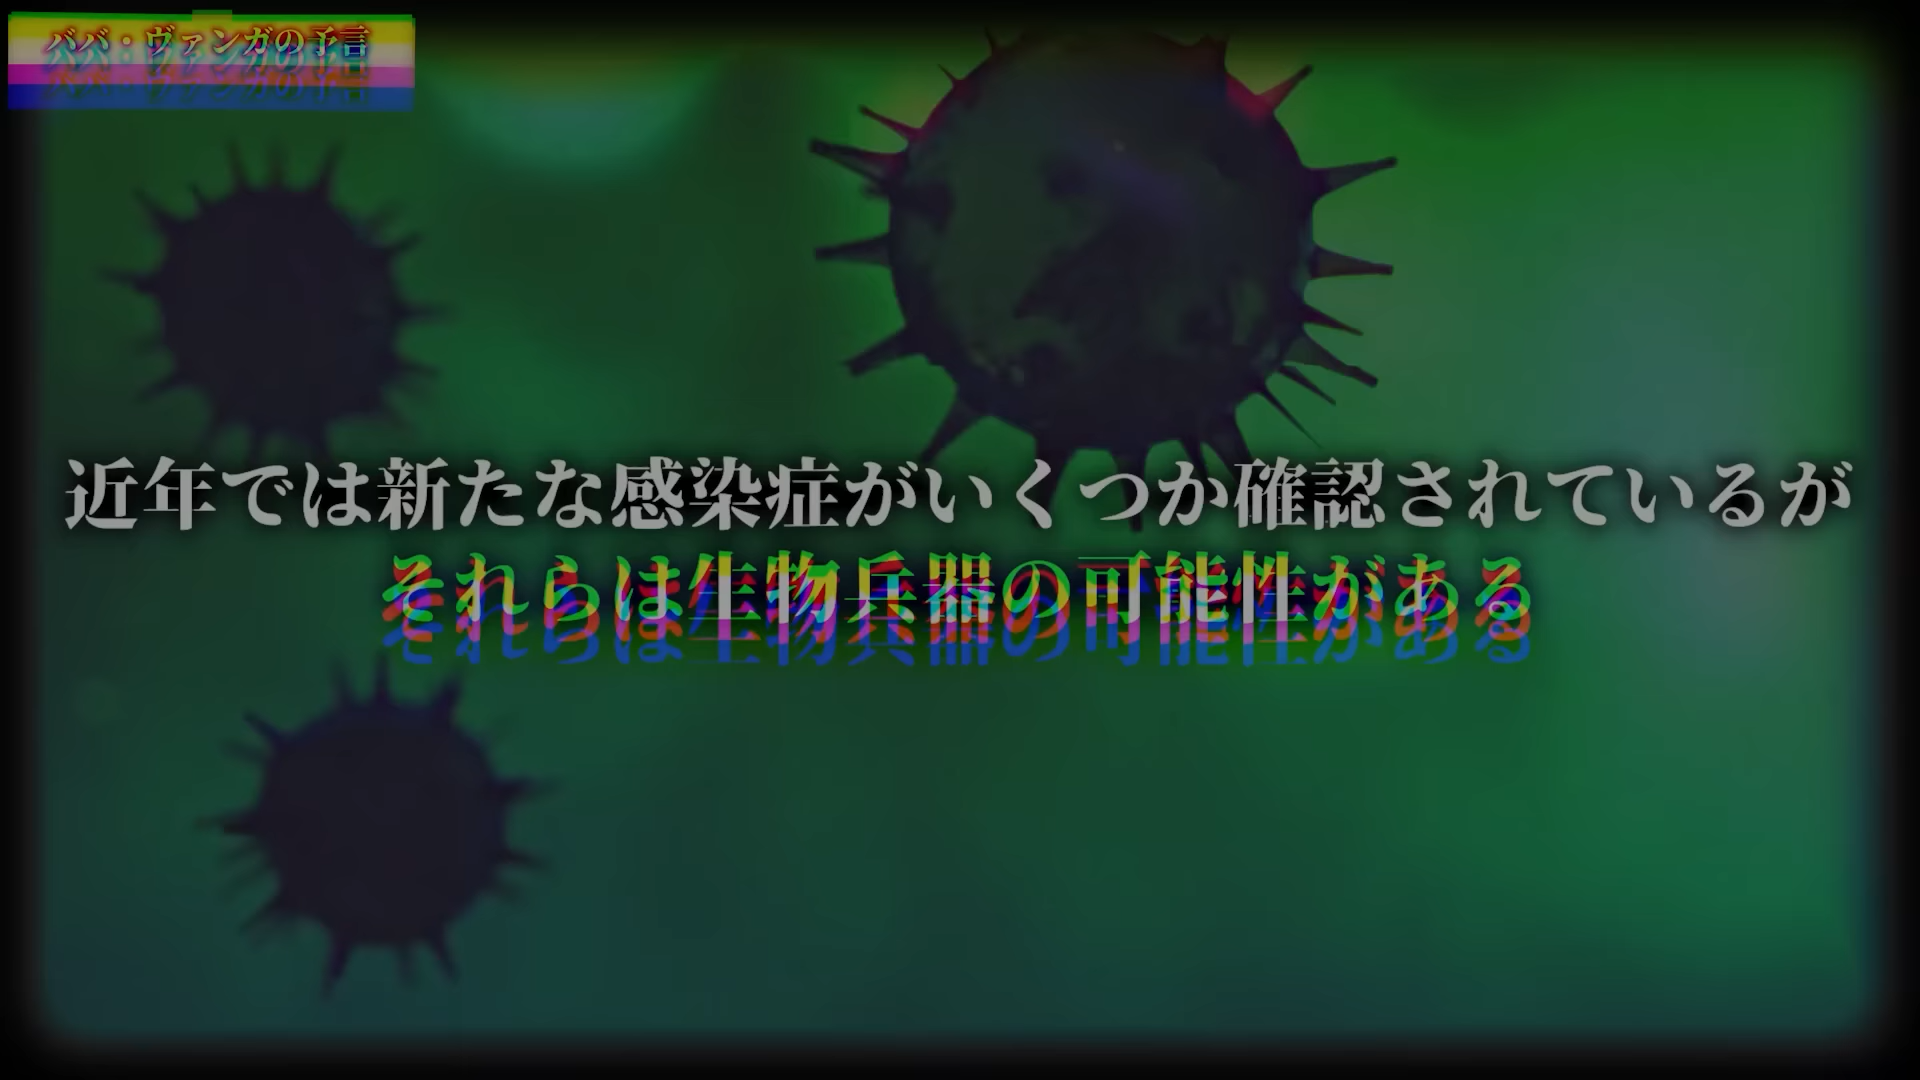 ババ・ヴァンガの予言
近年では新たな感染症がいくつか確認されているが
それらは生物兵器の可能性がある